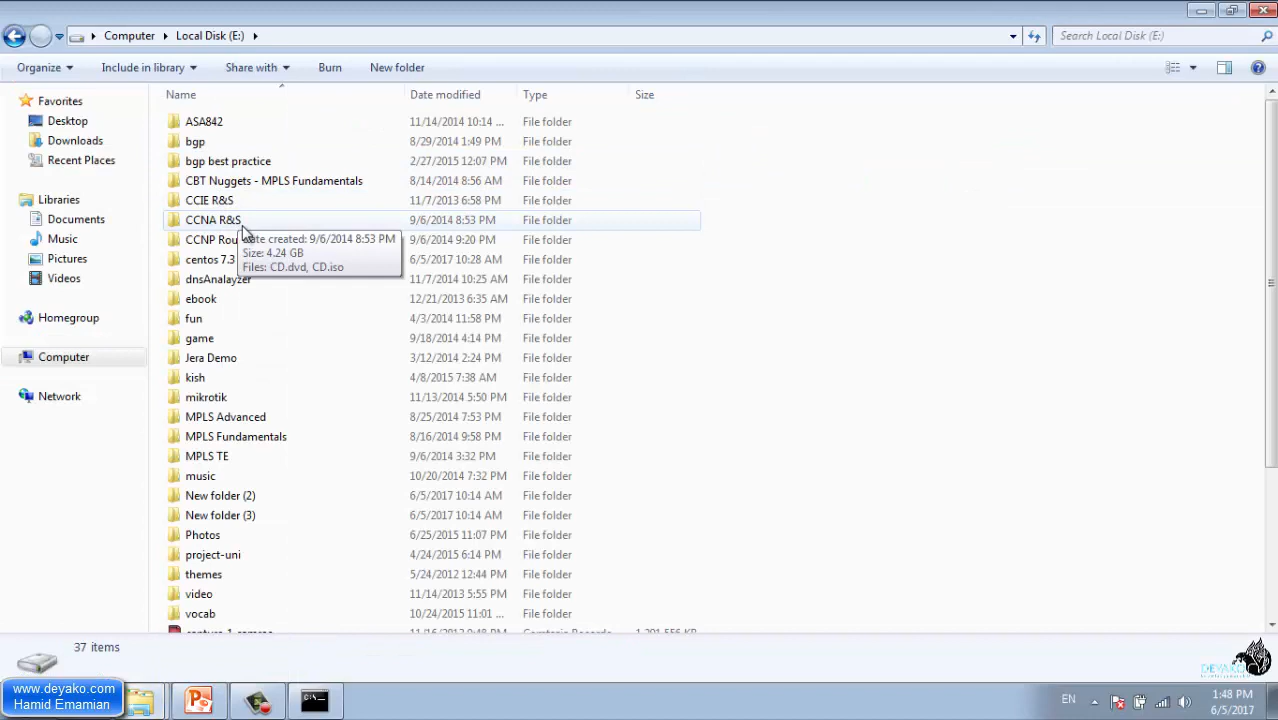 Computer
Local Disk (E:)
Search Local Disk (E:)
Organize
Include in library
Share with
Burn
New folder
Favorites
Desktop
Downloads
Recent Places
Libraries
Documents
Music
Pictures
Videos
Homegroup
Computer
Network
Name Date modified Type Size
ASA842 11/14/2014 10:14 ... File folder
bgp 8/29/2014 1:49 PM File folder
bgp best practice 2/27/2015 12:07 PM File folder
CBT Nuggets - MPLS Fundamentals 8/14/2014 8:56 AM File folder
CCIE R&S 11/7/2013 6:58 PM File folder
CCNA R&S 9/6/2014 8:53 PM File folder
CCNP 9/6/2014 9:20 PM File folder
Date created: 9/6/2014 8:53 PM
Size: 4.24 GB
Files: CD.dvd, CD.iso
centos 7.3 6/5/2017 10:28 AM File folder
dnsAnalayzer 11/7/2014 10:25 AM File folder
ebook 12/21/2013 6:35 AM File folder
fun 4/3/2014 11:58 PM File folder
game 9/18/2014 4:14 PM File folder
Jera Demo 3/12/2014 2:24 PM File folder
kish 4/8/2015 7:38 AM File folder
mikrotik 11/13/2014 5:50 PM File folder
MPLS Advanced 8/25/2014 7:53 PM File folder
MPLS Fundamentals 8/16/2014 9:58 PM File folder
MPLS TE 9/6/2014 3:32 PM File folder
music 10/20/2014 7:32 PM File folder
New folder (2) 6/5/2017 10:14 AM File folder
New folder (3) 6/5/2017 10:14 AM File folder
Photos 6/25/2015 11:07 PM File folder
project-uni 4/24/2015 6:14 PM File folder
themes 5/24/2012 12:44 PM File folder
video 11/14/2013 5:55 PM File folder
vocab 10/24/2015 11:01 ... File folder
37 items
DEYAKO
www.deyako.com
Hamid Emamian
EN
1:48 PM
6/5/2017